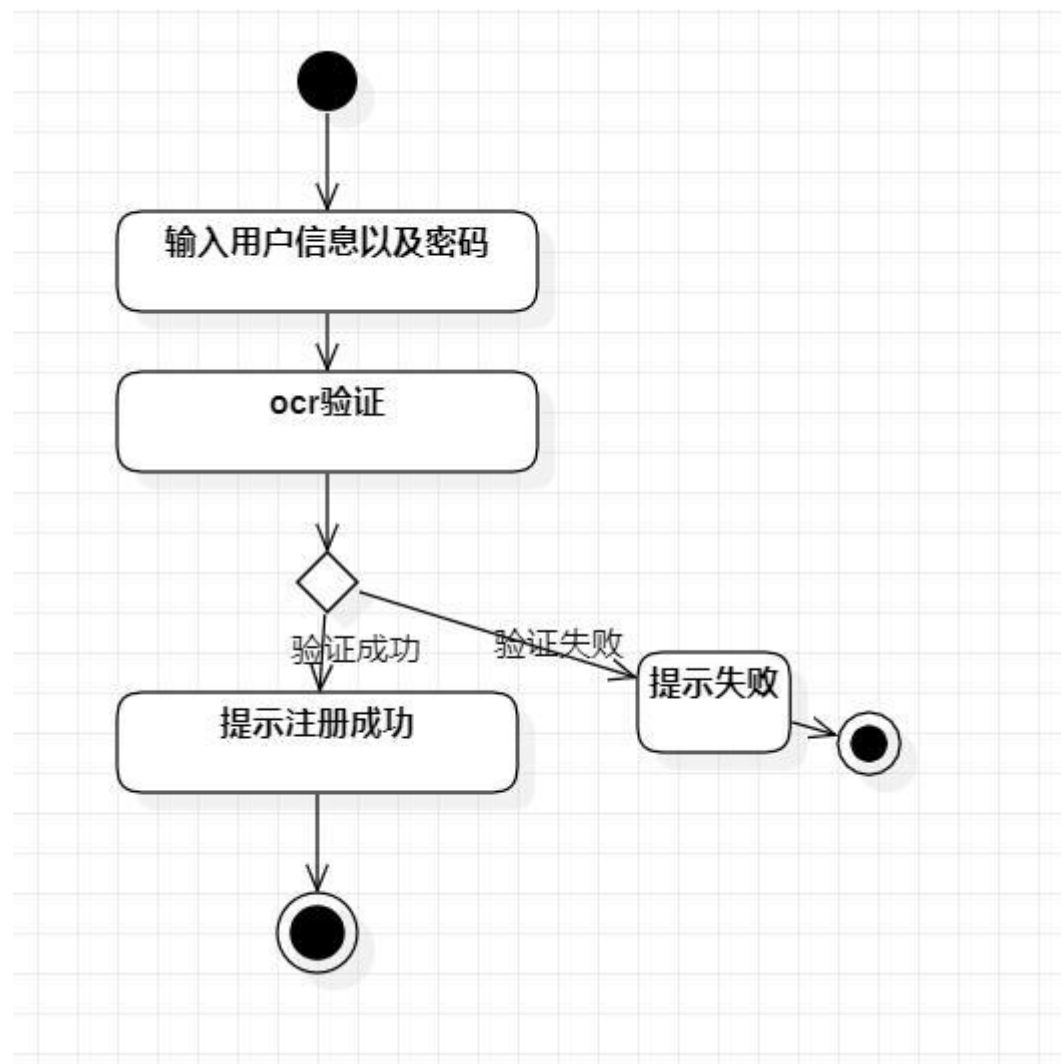 输入用户信息以及密码
ocr验证
验证成功
验证失败
提示失败
提示注册成功